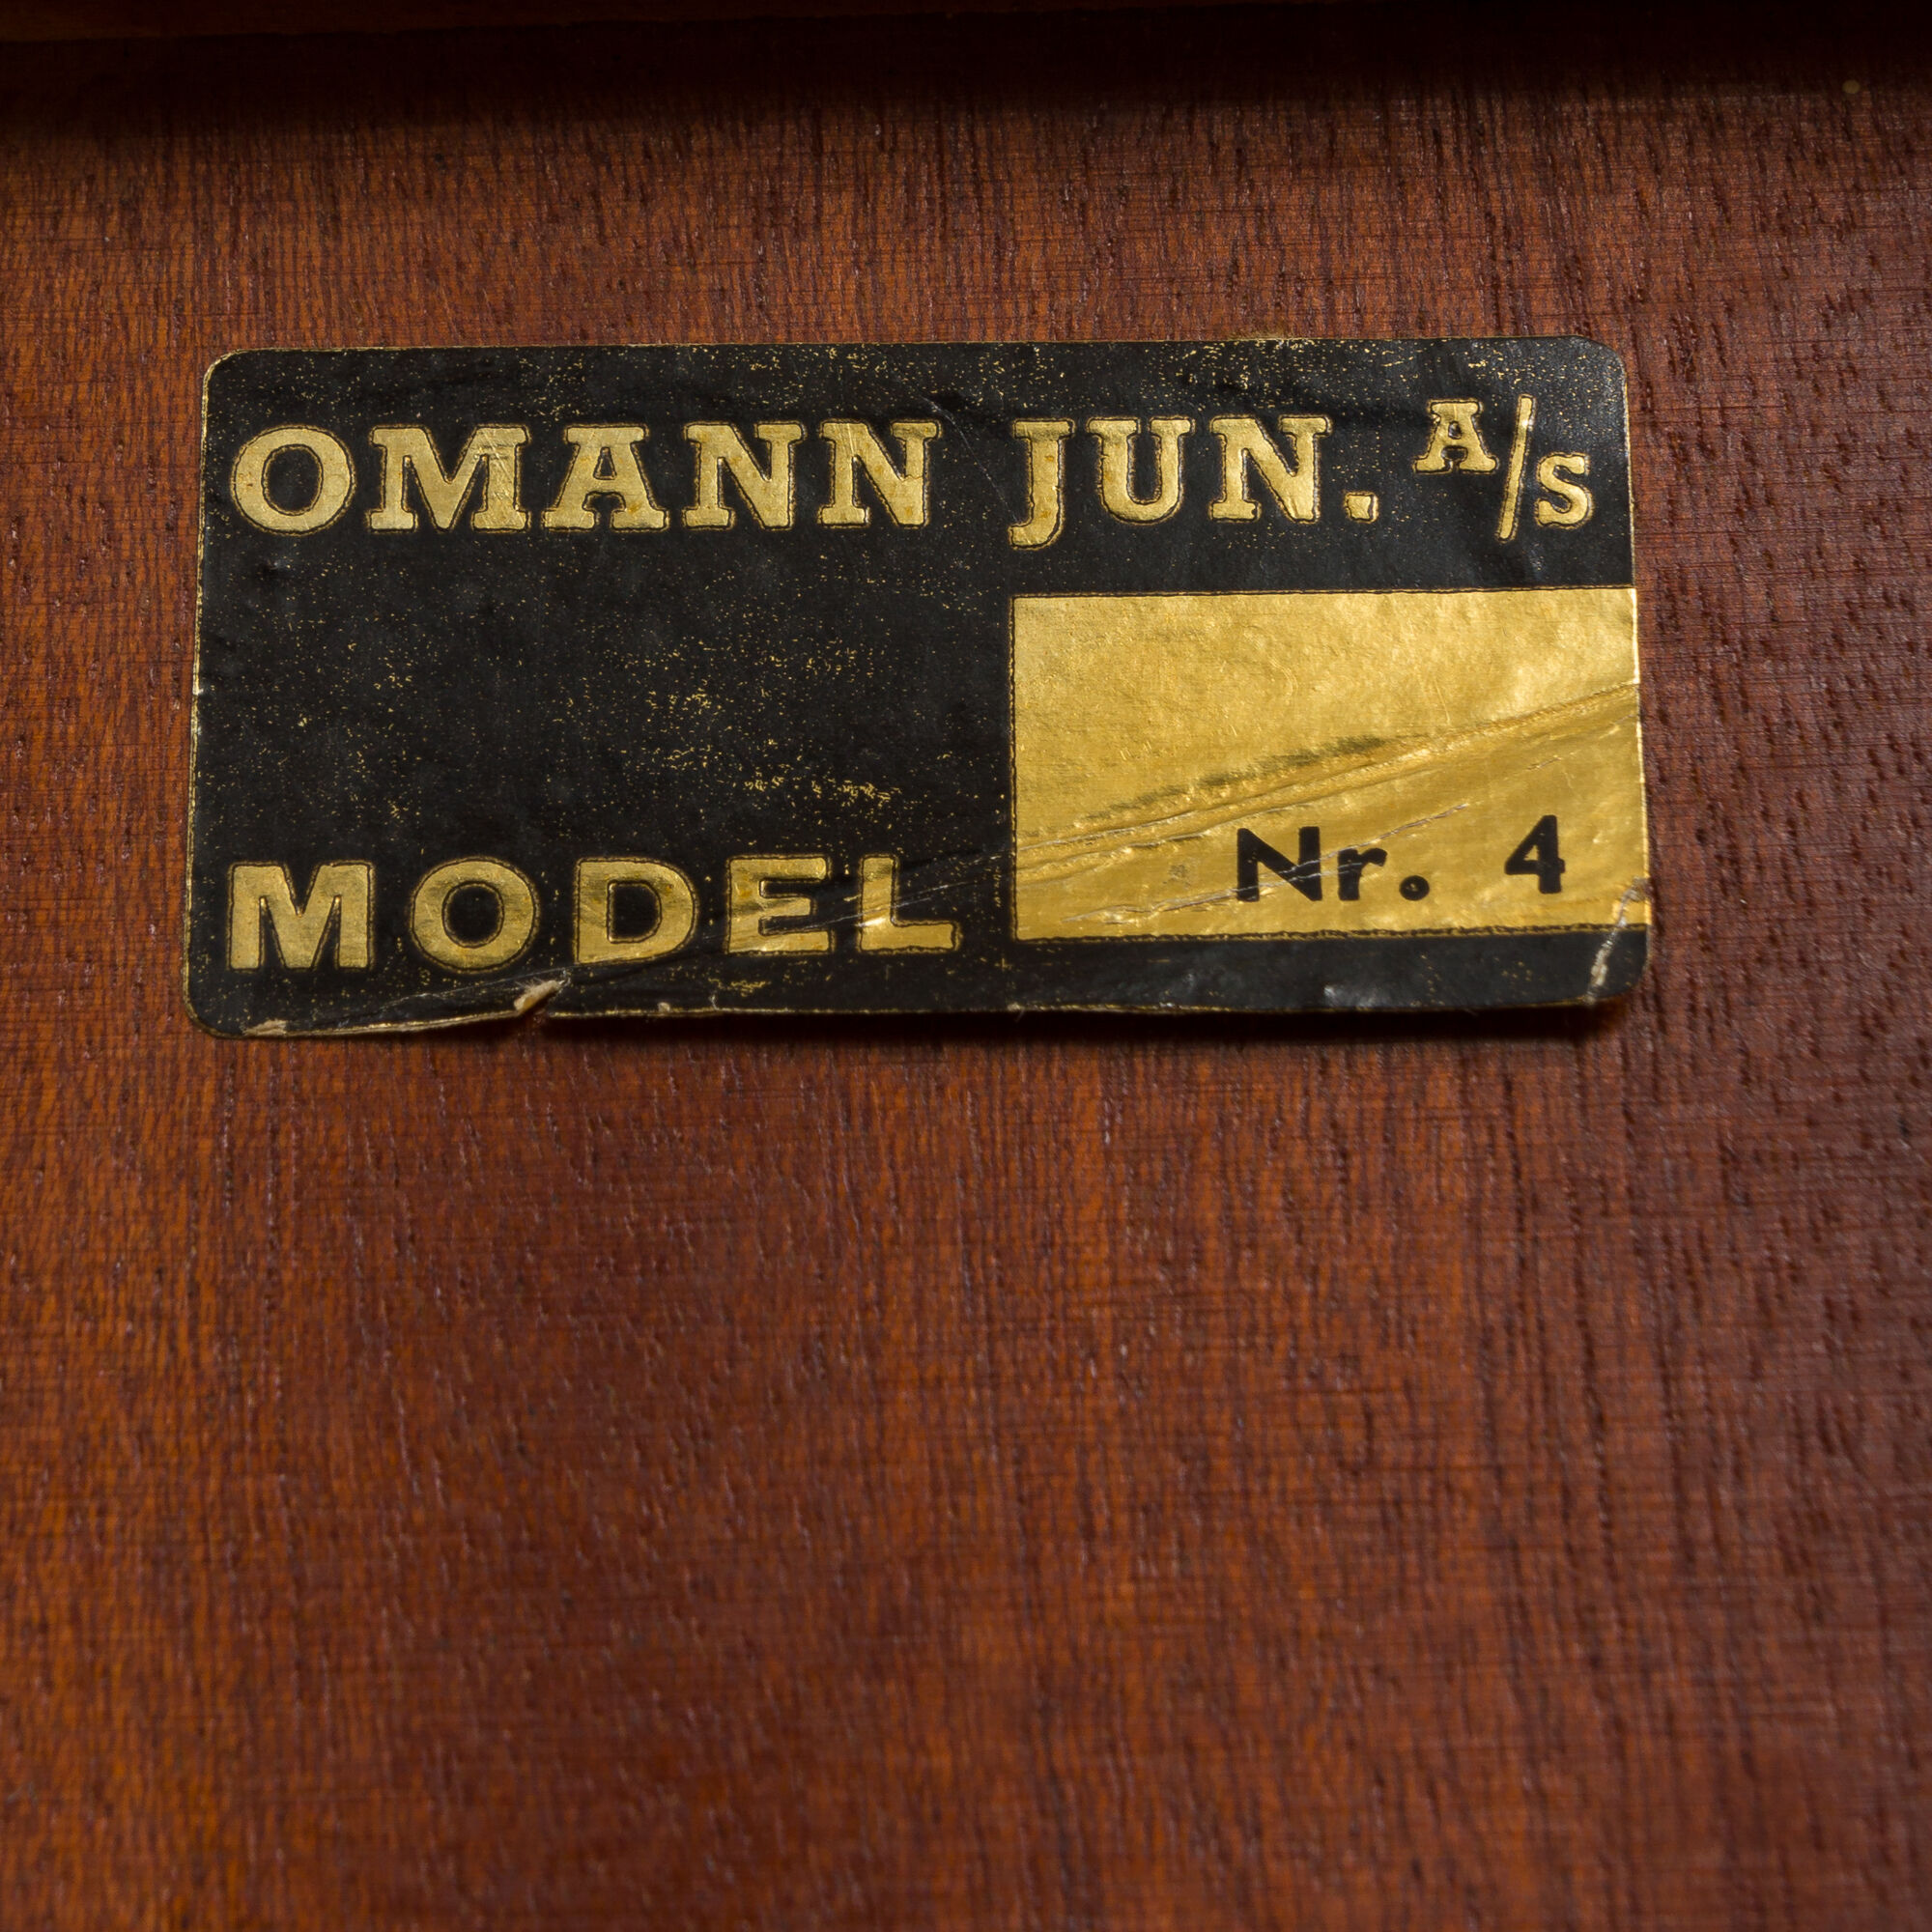 OMANN JUN. A/S
MODEL Nr. 4